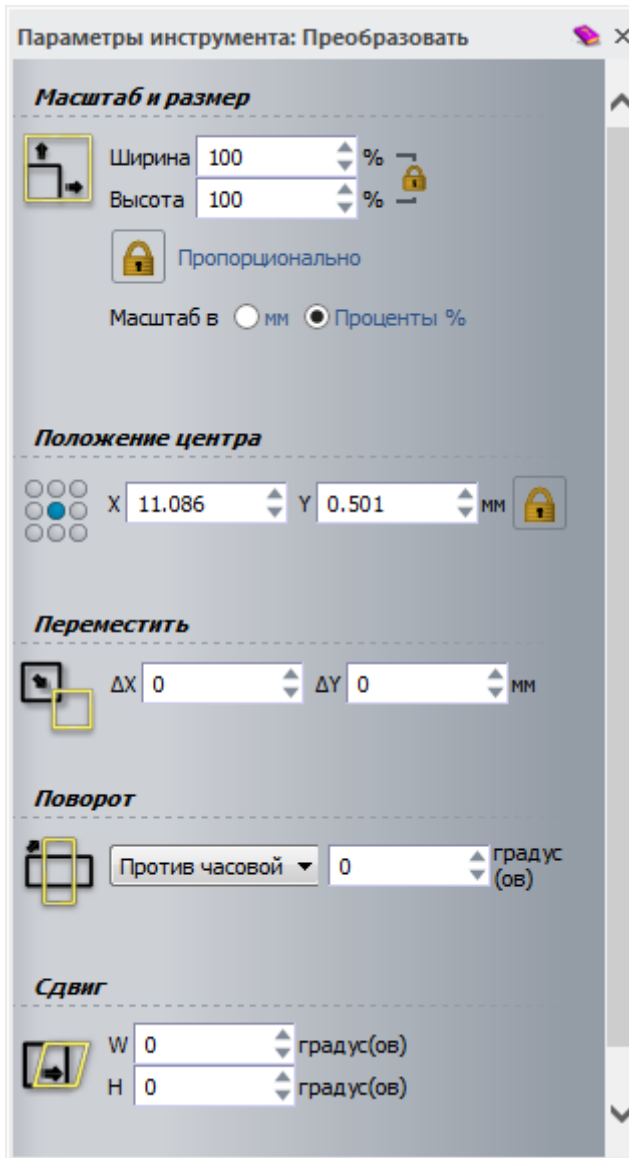 Параметры инструмента: Преобразовать
Масштаб и размер
Ширина 100 %
Высота 100 %
Пропорционально
Масштаб в мм Проценты %
Положение центра
X 11.086 Y 0.501 мм
Переместить
ΔX 0 ΔY 0 мм
Поворот
Против часовой 0 градус
(ов)
Сдвиг
W 0 градус(ов)
H 0 градус(ов)